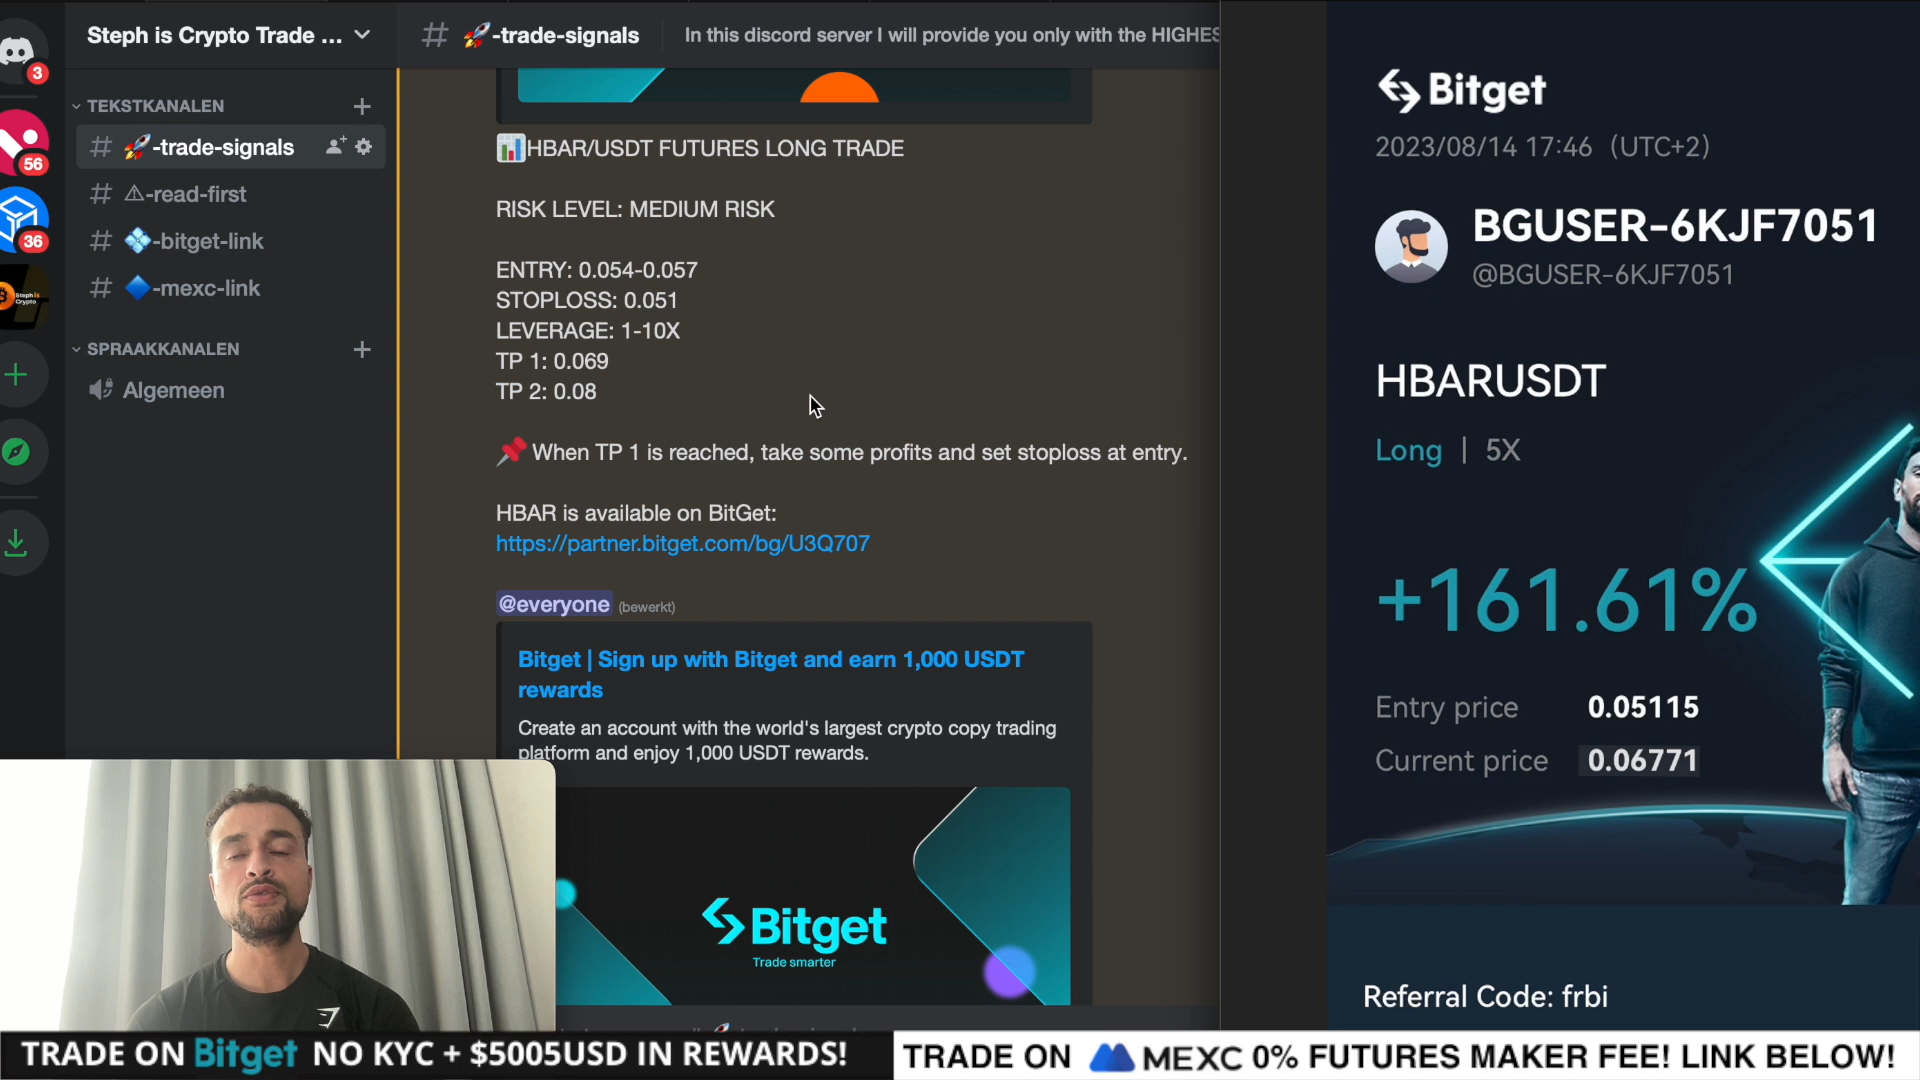 Steph is Crypto Trade ...
🚀-trade-signals
In this discord server I will provide you only with the HIGHES
3
56
36
Steph is
Crypto
TEKSTKANALEN
🚀-trade-signals
⚠-read-first
💠-bitget-link
🔷-mexc-link
SPRAAKKANALEN
Algemeen
📊HBAR/USDT FUTURES LONG TRADE
RISK LEVEL: MEDIUM RISK
ENTRY: 0.054-0.057
STOPLOSS: 0.051
LEVERAGE: 1-10X
TP 1: 0.069
TP 2: 0.08
📌 When TP 1 is reached, take some profits and set stoploss at entry.
HBAR is available on BitGet:
https://partner.bitget.com/bg/U3Q707
@everyone (bewerkt)
Bitget | Sign up with Bitget and earn 1,000 USDT
rewards
Create an account with the world's largest crypto copy trading
platform and enjoy 1,000 USDT rewards.
Bitget
Trade smarter
Bitget
2023/08/14 17:46 (UTC+2)
BGUSER-6KJF7051
@BGUSER-6KJF7051
HBARUSDT
Long | 5X
+161.61%
Entry price 0.05115
Current price 0.06771
Referral Code: frbi
TRADE ON Bitget NO KYC + $5005USD IN REWARDS!
TRADE ON MEXC 0% FUTURES MAKER FEE! LINK BELOW!